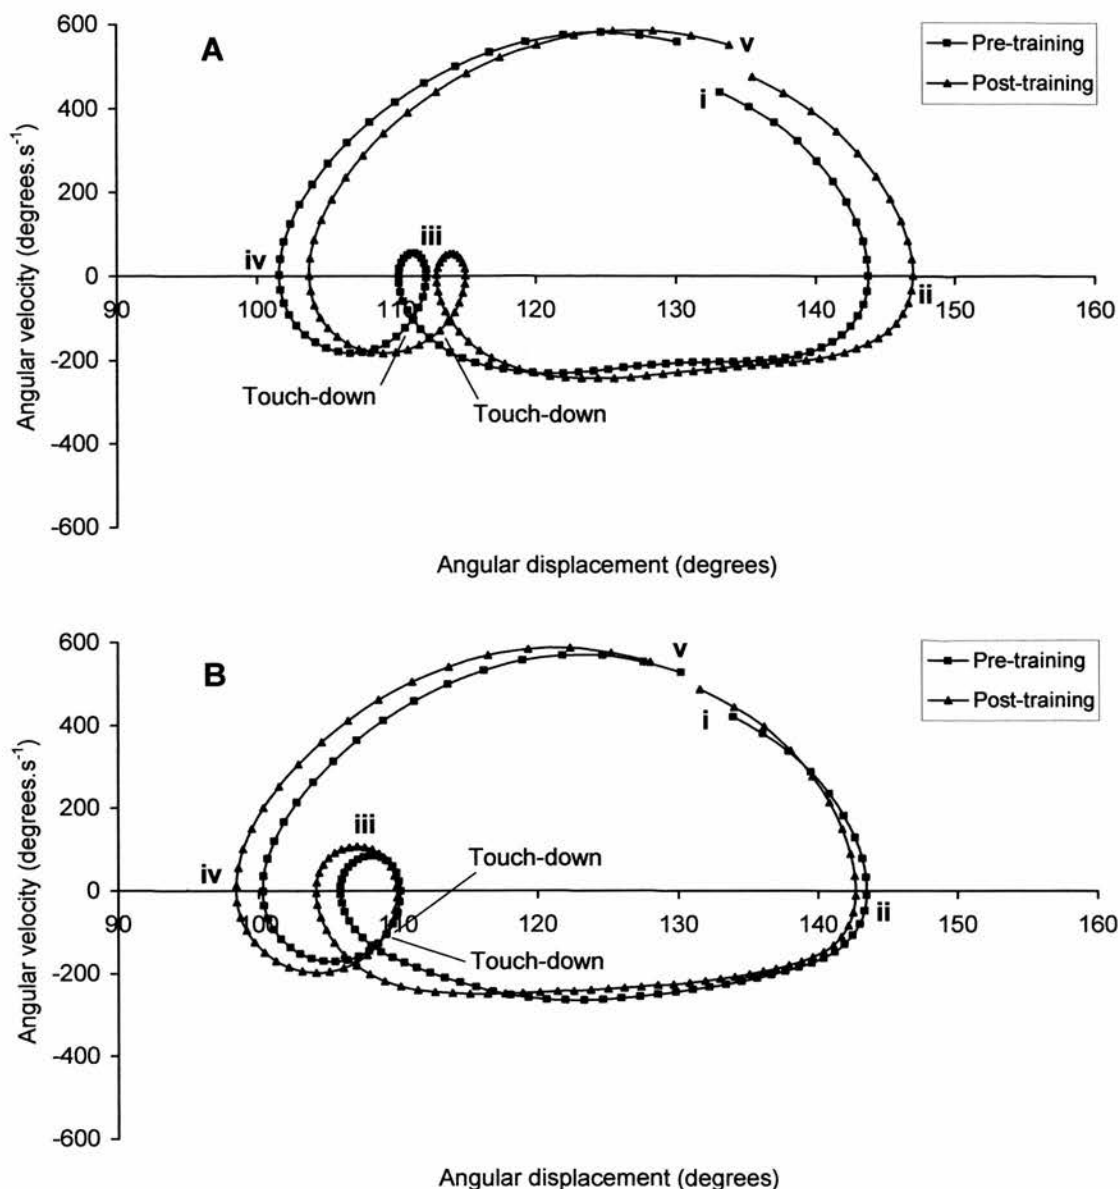 A
600
400
200
0
-200
-400
-600
Angular velocity (degrees.s-1)
90
100
110
120
130
140
150
160
Angular displacement (degrees)
i
ii
iii
iv
v
Touch-down
Touch-down
Pre-training
Post-training
B
600
400
200
0
-200
-400
-600
Angular velocity (degrees.s-1)
90
100
110
120
130
140
150
160
Angular displacement (degrees)
i
ii
iii
iv
v
Touch-down
Touch-down
Pre-training
Post-training